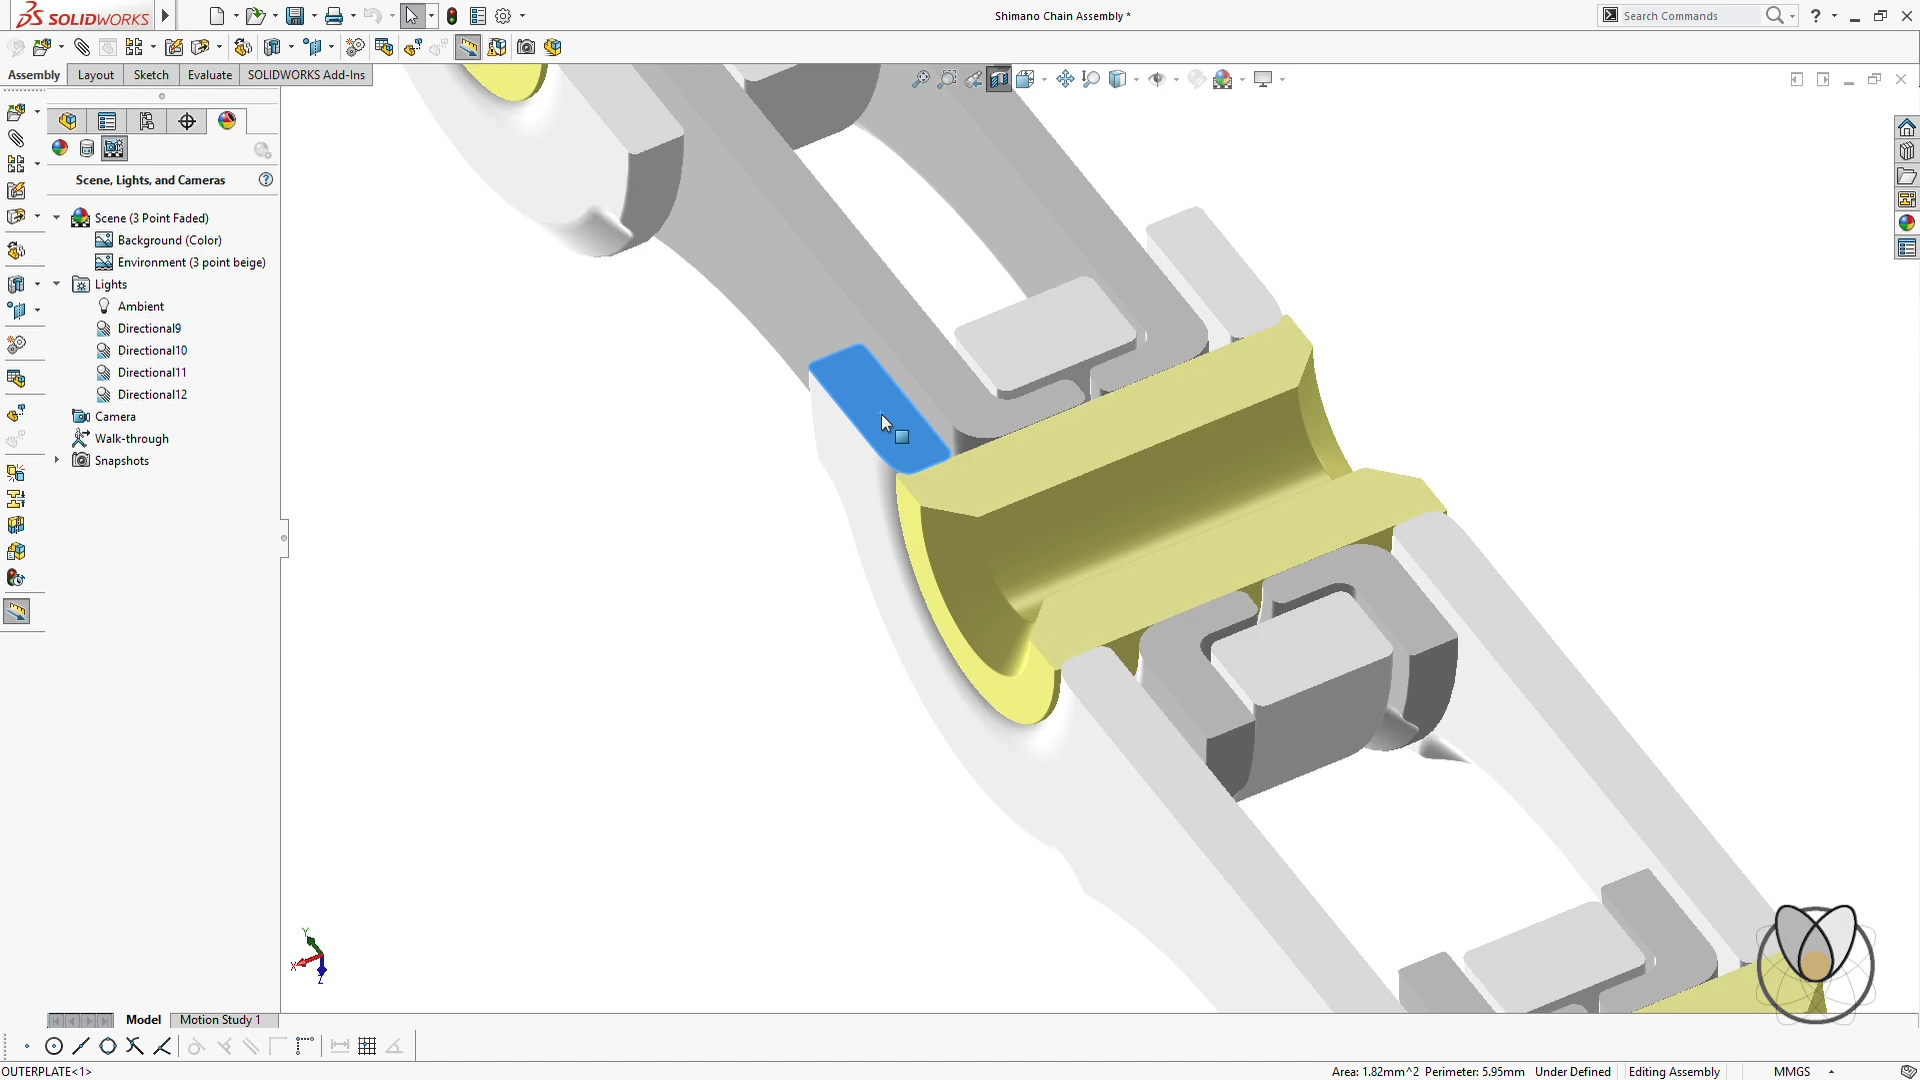 SOLIDWORKS
Shimano Chain Assembly *
Search Commands
?
Assembly
Layout
Sketch
Evaluate
SOLIDWORKS Add-Ins
Scene, Lights, and Cameras
?
Scene (3 Point Faded)
Background (Color)
Environment (3 point beige)
Lights
Ambient
Directional9
Directional10
Directional11
Directional12
Camera
Walk-through
Snapshots
Y
X
Z
Model
Motion Study 1
OUTERPLATE<1>
Area: 1.82mm^2 Perimeter: 5.95mm
Under Defined
Editing Assembly
MMGS